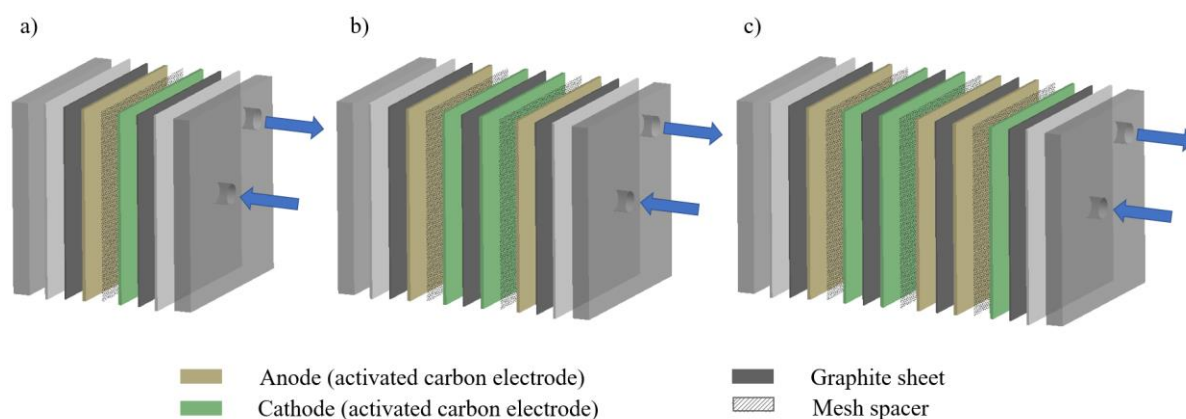 a)
b)
c)
Anode (activated carbon electrode)
Graphite sheet
Cathode (activated carbon electrode)
Mesh spacer